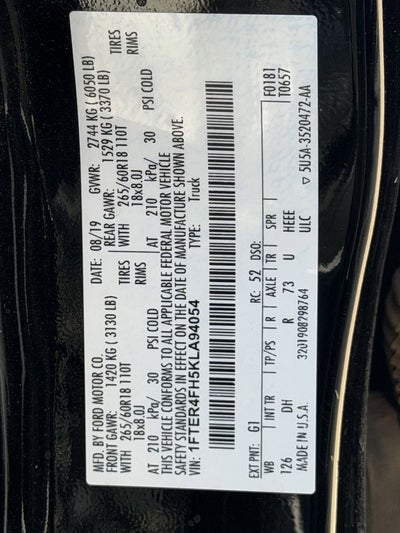 MFD. BY FORD MOTOR CO.
DATE: 08/19 GVWR: 2744 KG ( 6050 LB)
FRONT GAWR: 1420 KG ( 3130 LB) REAR GAWR: 1529 KG ( 3370 LB)
WITH 265/60R18 110T TIRES WITH 265/60R18 110T TIRES
18x8.0J RIMS 18x8.0J RIMS
AT 210 kPa/ 30 PSI COLD AT 210 kPa/ 30 PSI COLD
THIS VEHICLE CONFORMS TO ALL APPLICABLE FEDERAL MOTOR VEHICLE
SAFETY STANDARDS IN EFFECT ON THE DATE OF MANUFACTURE SHOWN ABOVE.
VIN: 1FTER4FH5KLA94054 TYPE: Truck
F0181
T0657
EXT PNT: G1 RC: 52 DSO:
WB INT TR TP/PS R AXLE TR SPR
126 DH R 73 U HEEE
MADE IN U.S.A. 3201908298764 ULC
▽ 5U5A-3520472-AA